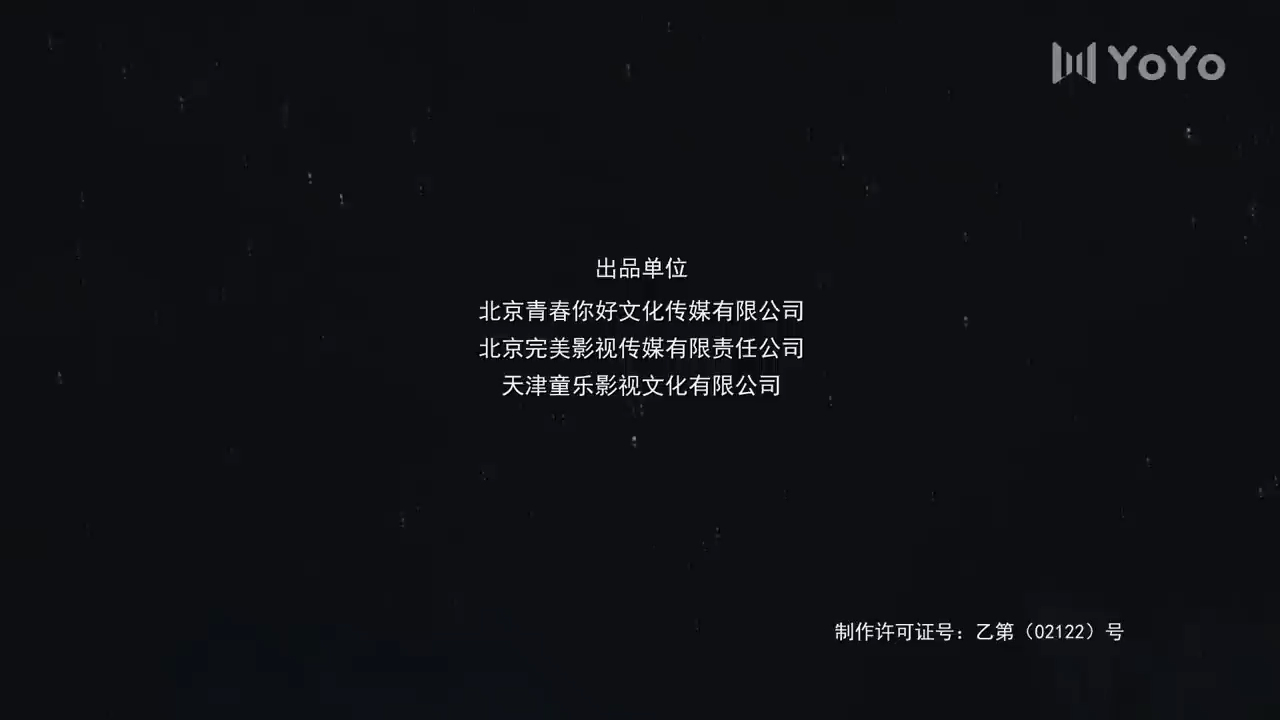 YoYo
出品单位
北京青春你好文化传媒有限公司
北京完美影视传媒有限责任公司
天津童乐影视文化有限公司
制作许可证号：乙第（02122）号